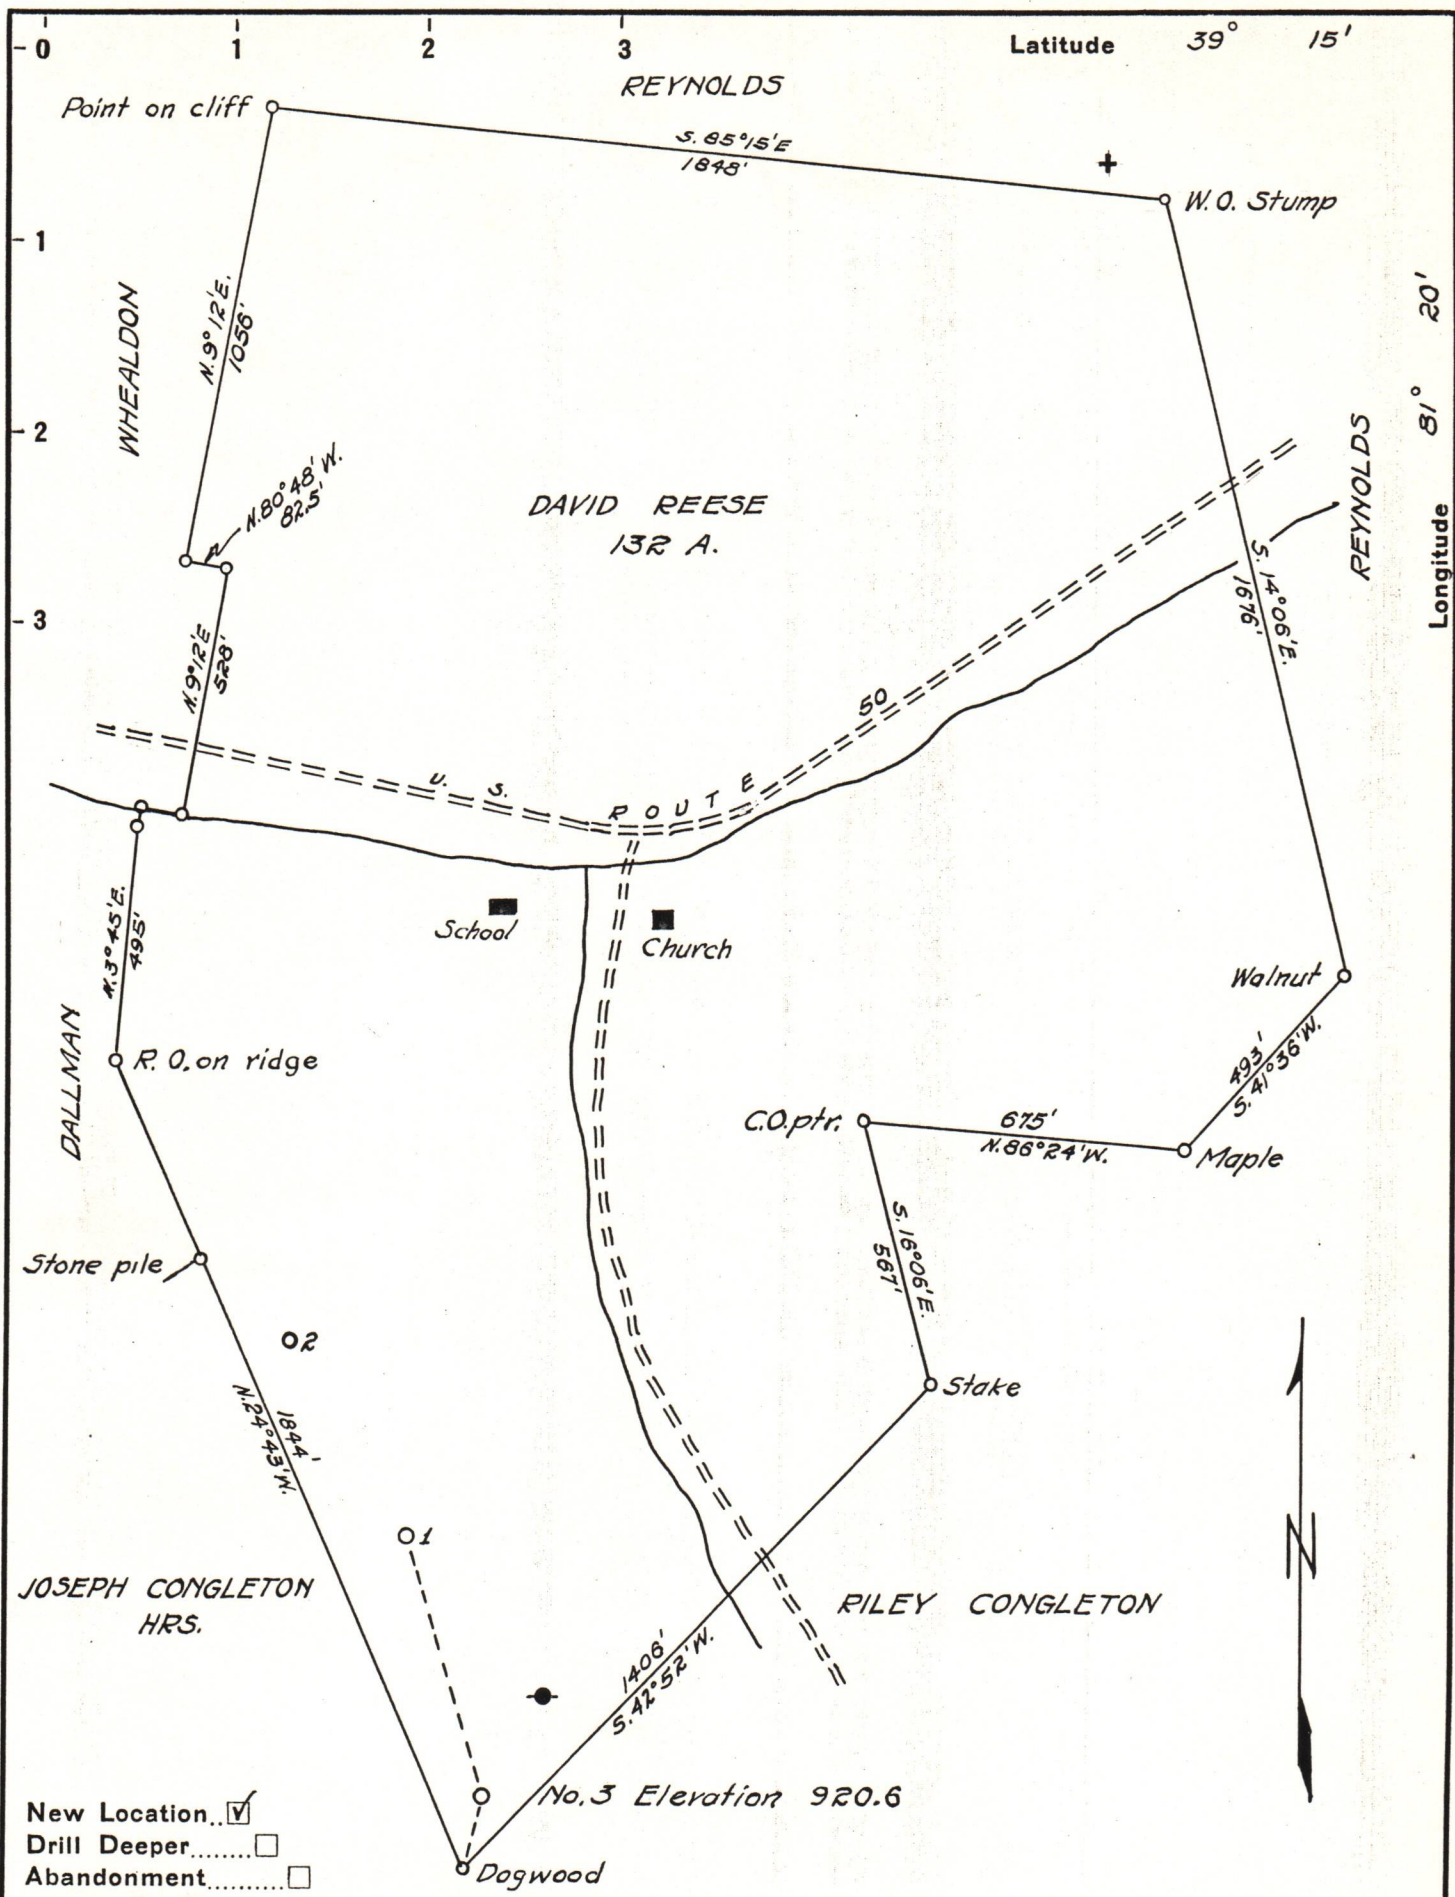 0 1 2 3 Latitude 39° 15'
REYNOLDS
Point on cliff
S. 85°15'E
1848'
W.O. Stump
1
20'
81°
Longitude
WHEALDON
N.9°12'E.
1056'
2
N.80°48'W.
82.5'
DAVID REESE
132 A.
REYNOLDS
S. 14°06'E.
1676'
3
N.9°12'E
528'
U. S. ROUTE 50
School
Church
N.3°45'E.
495'
Walnut
DALLMAN
R.O. on ridge
493'
S.41°36'W.
C.O. ptr.
675'
N.86°24'W.
Maple
S.16°06'E.
567'
Stone pile
2
Stake
1844'
N.24°43'W.
1
N
JOSEPH CONGLETON
HRS.
RILEY CONGLETON
1406'
S.42°52'W.
No.3 Elevation 920.6
New Location..☑
Drill Deeper........☐
Abandonment..........☐
Dogwood